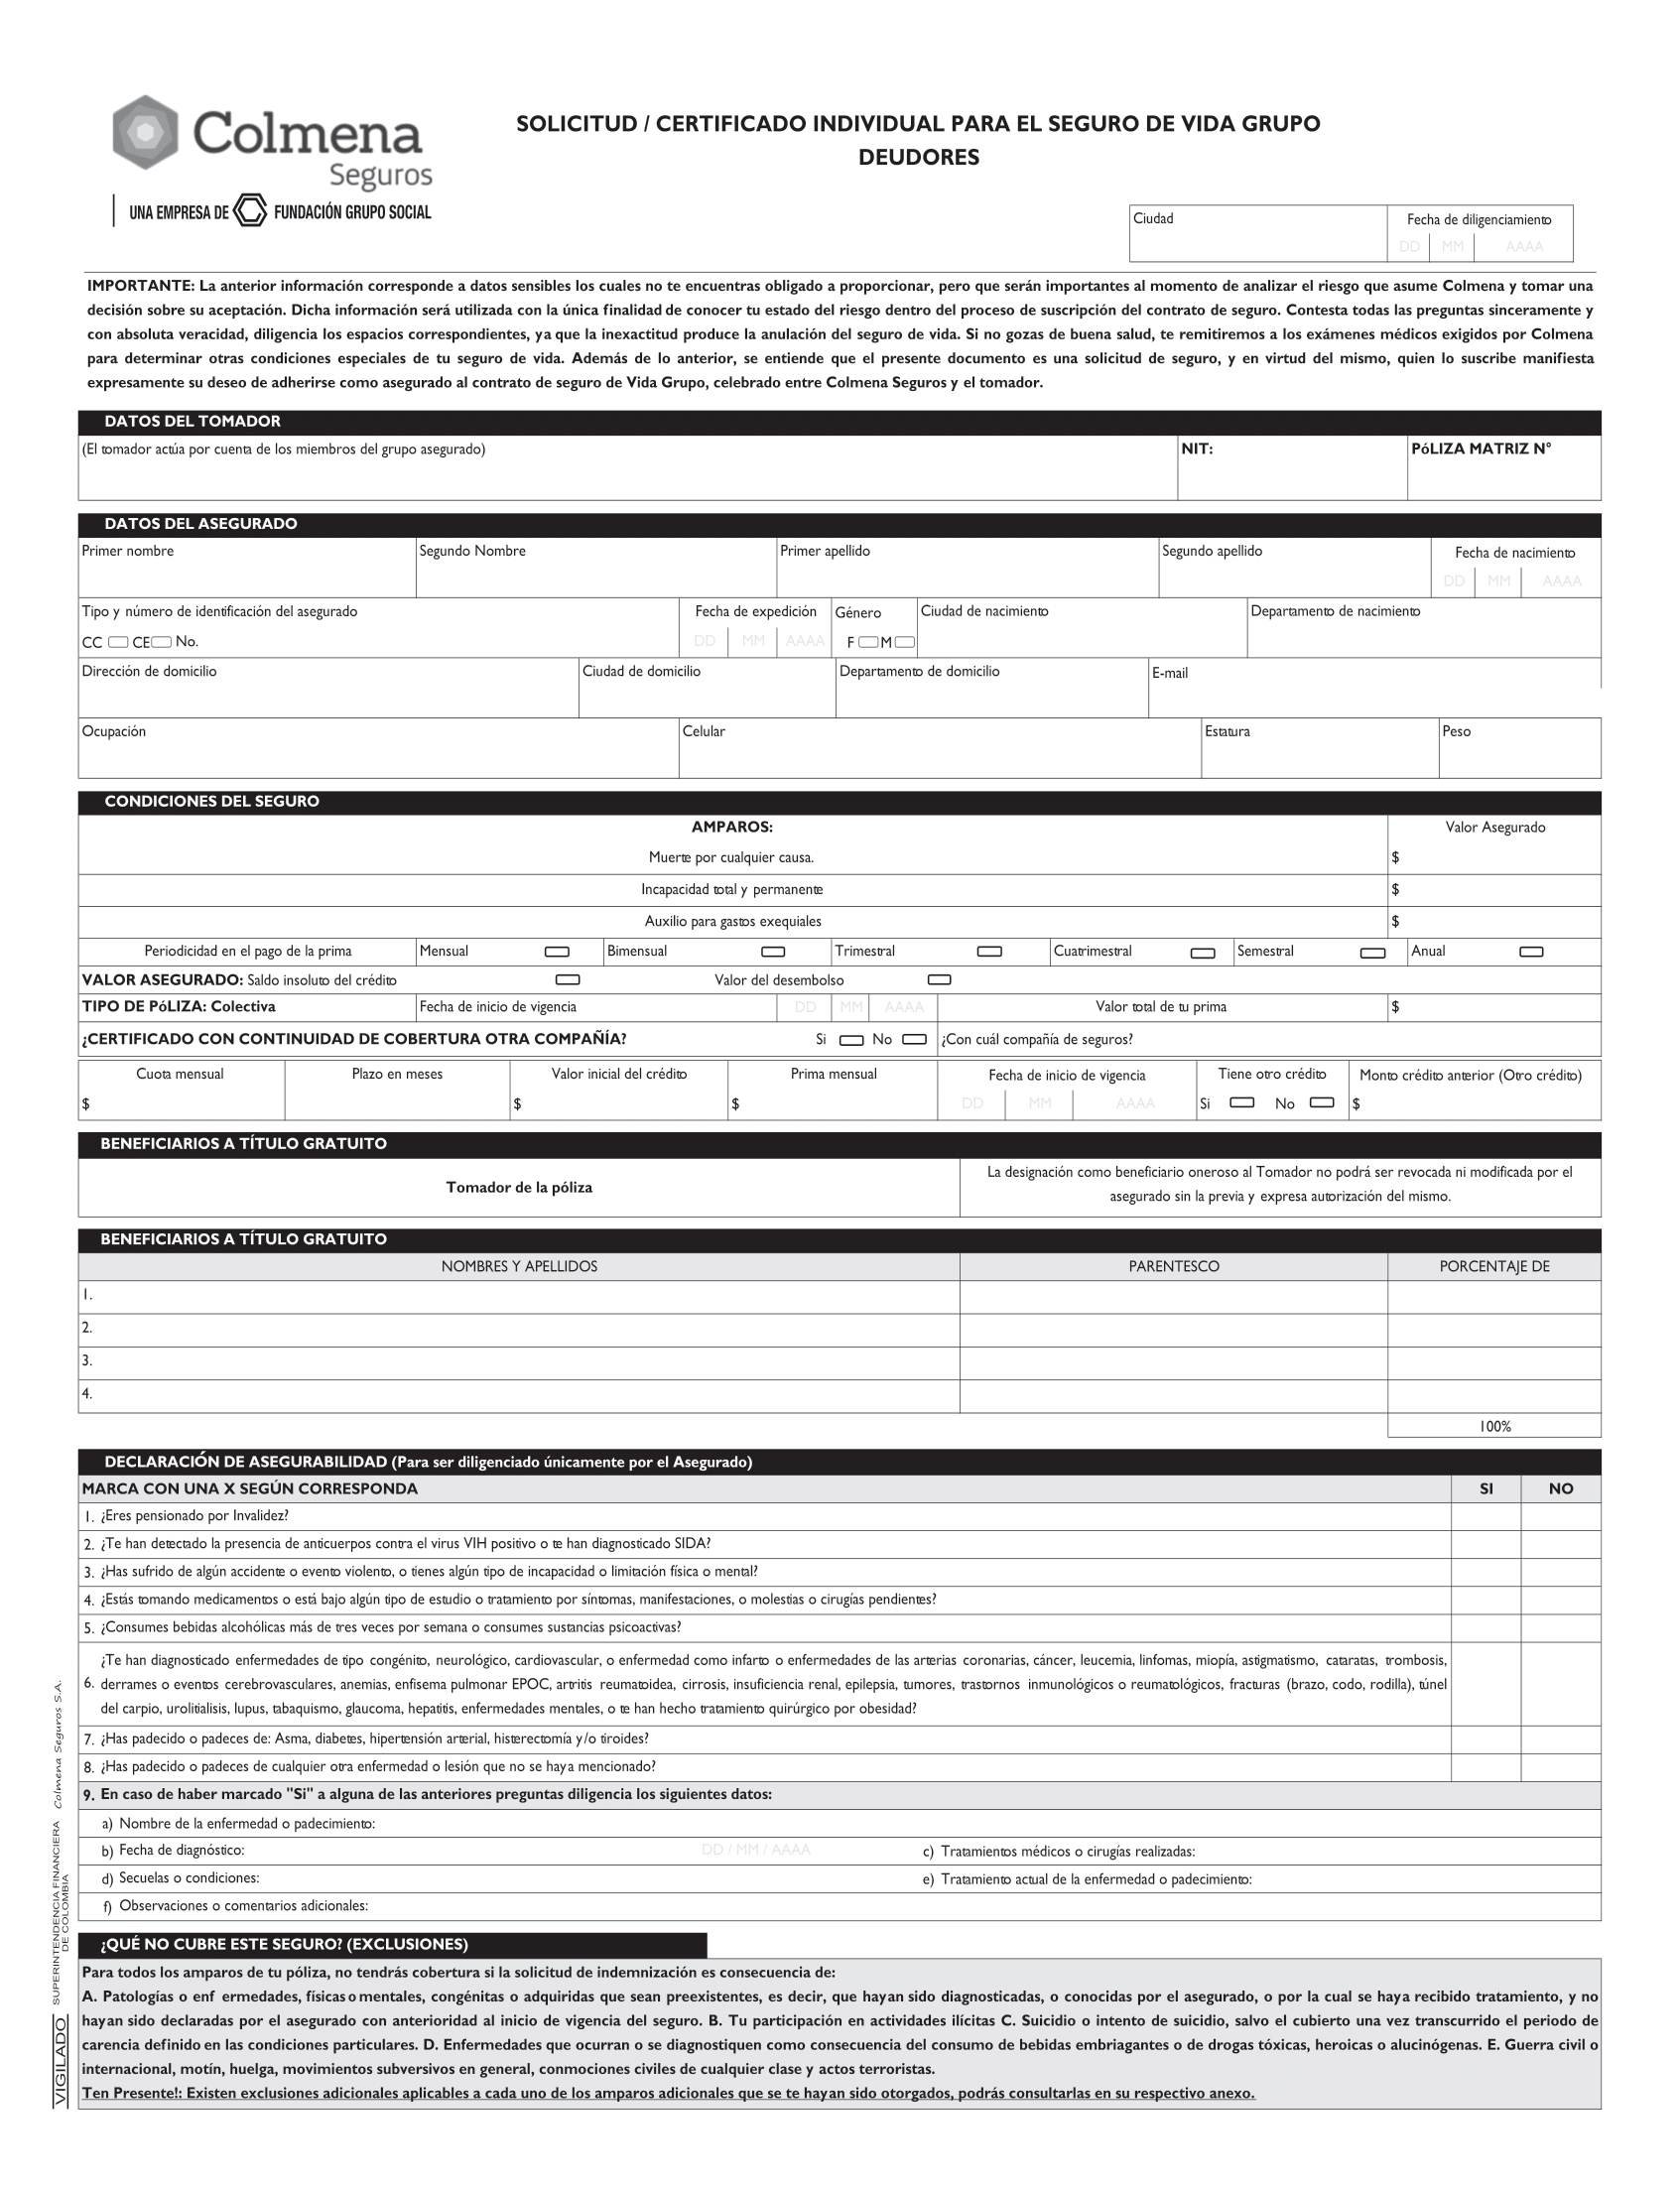 Colmena
Seguros
UNA EMPRESA DE FUNDACIÓN GRUPO SOCIAL
SOLICITUD / CERTIFICADO INDIVIDUAL PARA EL SEGURO DE VIDA GRUPO
DEUDORES
Ciudad
Fecha de diligenciamiento
DD MM AAAA
IMPORTANTE: La anterior información corresponde a datos sensibles los cuales no te encuentras obligado a proporcionar, pero que serán importantes al momento de analizar el riesgo que asume Colmena y tomar una
decisión sobre su aceptación. Dicha información será utilizada con la única finalidad de conocer tu estado del riesgo dentro del proceso de suscripción del contrato de seguro. Contesta todas las preguntas sinceramente y
con absoluta veracidad, diligencia los espacios correspondientes, ya que la inexactitud produce la anulación del seguro de vida. Si no gozas de buena salud, te remitiremos a los exámenes médicos exigidos por Colmena
para determinar otras condiciones especiales de tu seguro de vida. Además de lo anterior, se entiende que el presente documento es una solicitud de seguro, y en virtud del mismo, quien lo suscribe manifiesta
expresamente su deseo de adherirse como asegurado al contrato de seguro de Vida Grupo, celebrado entre Colmena Seguros y el tomador.
DATOS DEL TOMADOR
(El tomador actúa por cuenta de los miembros del grupo asegurado) NIT: PóLIZA MATRIZ N°
DATOS DEL ASEGURADO
Primer nombre Segundo Nombre Primer apellido Segundo apellido Fecha de nacimiento
DD MM AAAA
Tipo y número de identificación del asegurado Fecha de expedición Género Ciudad de nacimiento Departamento de nacimiento
CC CE No. DD MM AAAA F M
Dirección de domicilio Ciudad de domicilio Departamento de domicilio E-mail
Ocupación Celular Estatura Peso
CONDICIONES DEL SEGURO
AMPAROS: Valor Asegurado
Muerte por cualquier causa. $
Incapacidad total y permanente $
Auxilio para gastos exequiales $
Periodicidad en el pago de la prima Mensual Bimensual Trimestral Cuatrimestral Semestral Anual
VALOR ASEGURADO: Saldo insoluto del crédito Valor del desembolso
TIPO DE PóLIZA: Colectiva Fecha de inicio de vigencia DD MM AAAA Valor total de tu prima $
¿CERTIFICADO CON CONTINUIDAD DE COBERTURA OTRA COMPAÑÍA? Si No ¿Con cuál compañía de seguros?
Cuota mensual Plazo en meses Valor inicial del crédito Prima mensual Fecha de inicio de vigencia Tiene otro crédito Monto crédito anterior (Otro crédito)
$ $ $ DD MM AAAA Si No $
BENEFICIARIOS A TÍTULO GRATUITO
Tomador de la póliza
La designación como beneficiario oneroso al Tomador no podrá ser revocada ni modificada por el
asegurado sin la previa y expresa autorización del mismo.
BENEFICIARIOS A TÍTULO GRATUITO
NOMBRES Y APELLIDOS PARENTESCO PORCENTAJE DE
1.
2.
3.
4.
100%
DECLARACIÓN DE ASEGURABILIDAD (Para ser diligenciado únicamente por el Asegurado)
MARCA CON UNA X SEGÚN CORRESPONDA SI NO
1. ¿Eres pensionado por Invalidez?
2. ¿Te han detectado la presencia de anticuerpos contra el virus VIH positivo o te han diagnosticado SIDA?
3. ¿Has sufrido de algún accidente o evento violento, o tienes algún tipo de incapacidad o limitación física o mental?
4. ¿Estás tomando medicamentos o está bajo algún tipo de estudio o tratamiento por síntomas, manifestaciones, o molestias o cirugías pendientes?
5. ¿Consumes bebidas alcohólicas más de tres veces por semana o consumes sustancias psicoactivas?
¿Te han diagnosticado enfermedades de tipo congénito, neurológico, cardiovascular, o enfermedad como infarto o enfermedades de las arterias coronarias, cáncer, leucemia, linfomas, miopía, astigmatismo, cataratas, trombosis,
6. derrames o eventos cerebrovasculares, anemias, enfisema pulmonar EPOC, artritis reumatoidea, cirrosis, insuficiencia renal, epilepsia, tumores, trastornos inmunológicos o reumatológicos, fracturas (brazo, codo, rodilla), túnel
del carpio, urolitialisis, lupus, tabaquismo, glaucoma, hepatitis, enfermedades mentales, o te han hecho tratamiento quirúrgico por obesidad?
7. ¿Has padecido o padeces de: Asma, diabetes, hipertensión arterial, histerectomía y/o tiroides?
8. ¿Has padecido o padeces de cualquier otra enfermedad o lesión que no se haya mencionado?
9. En caso de haber marcado "Si" a alguna de las anteriores preguntas diligencia los siguientes datos:
a) Nombre de la enfermedad o padecimiento:
b) Fecha de diagnóstico: DD / MM / AAAA c) Tratamientos médicos o cirugías realizadas:
d) Secuelas o condiciones: e) Tratamiento actual de la enfermedad o padecimiento:
f) Observaciones o comentarios adicionales:
¿QUÉ NO CUBRE ESTE SEGURO? (EXCLUSIONES)
Para todos los amparos de tu póliza, no tendrás cobertura si la solicitud de indemnización es consecuencia de:
A. Patologías o enf ermedades, físicas o mentales, congénitas o adquiridas que sean preexistentes, es decir, que hayan sido diagnosticadas, o conocidas por el asegurado, o por la cual se haya recibido tratamiento, y no
hayan sido declaradas por el asegurado con anterioridad al inicio de vigencia del seguro. B. Tu participación en actividades ilícitas C. Suicidio o intento de suicidio, salvo el cubierto una vez transcurrido el periodo de
carencia definido en las condiciones particulares. D. Enfermedades que ocurran o se diagnostiquen como consecuencia del consumo de bebidas embriagantes o de drogas tóxicas, heroicas o alucinógenas. E. Guerra civil o
internacional, motín, huelga, movimientos subversivos en general, conmociones civiles de cualquier clase y actos terroristas.
Ten Presente!: Existen exclusiones adicionales aplicables a cada uno de los amparos adicionales que se te hayan sido otorgados, podrás consultarlas en su respectivo anexo.
VIGILADO SUPERINTENDENCIA FINANCIERA
DE COLOMBIA
Colmena Seguros S.A.